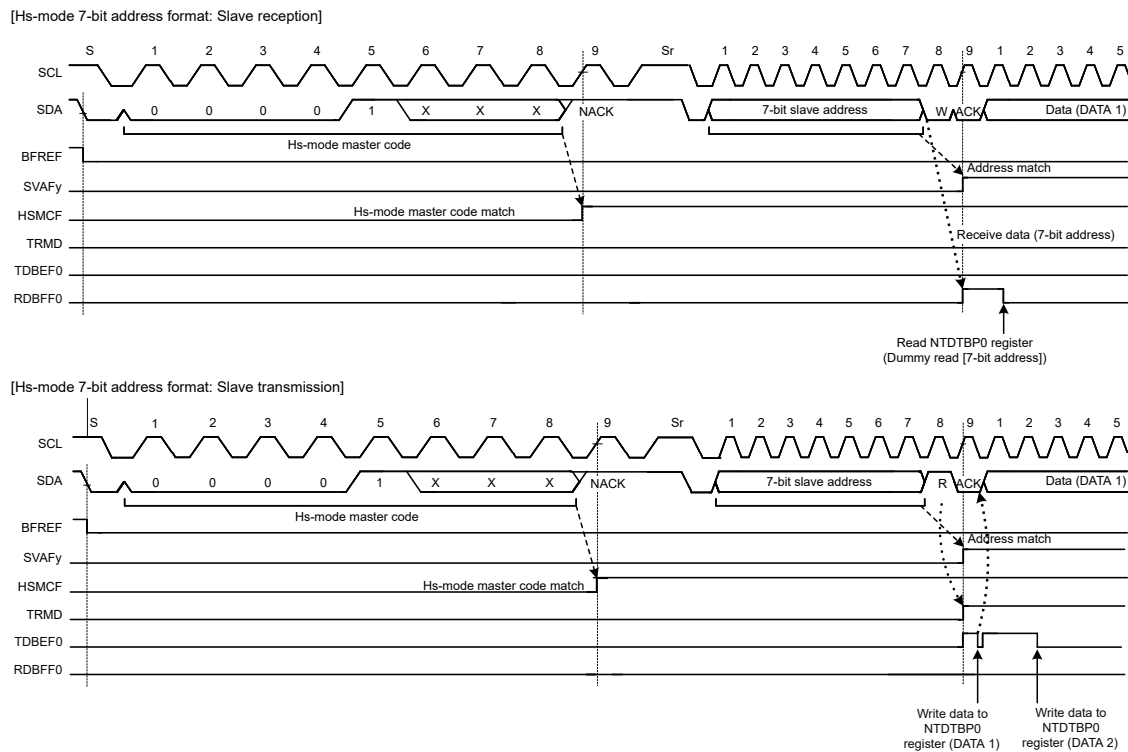 [Hs-mode 7-bit address format: Slave reception]
S 1 2 3 4 5 6 7 8 9 Sr 1 2 3 4 5 6 7 8 9 1 2 3 4 5
SCL
SDA 0 0 0 0 1 X X X NACK 7-bit slave address W ACK Data (DATA 1)
Hs-mode master code
BFREF
Address match
SVAFy
HSMCF Hs-mode master code match
TRMD Receive data (7-bit address)
TDBEF0
RDBFF0
Read NTDTBP0 register
(Dummy read [7-bit address])
[Hs-mode 7-bit address format: Slave transmission]
S 1 2 3 4 5 6 7 8 9 Sr 1 2 3 4 5 6 7 8 9 1 2 3 4 5
SCL
SDA 0 0 0 0 1 X X X NACK 7-bit slave address R ACK Data (DATA 1)
Hs-mode master code
BFREF
Address match
SVAFy
HSMCF Hs-mode master code match
TRMD
TDBEF0
RDBFF0
Write data to Write data to
NTDTBP0 NTDTBP0
register (DATA 1) register (DATA 2)